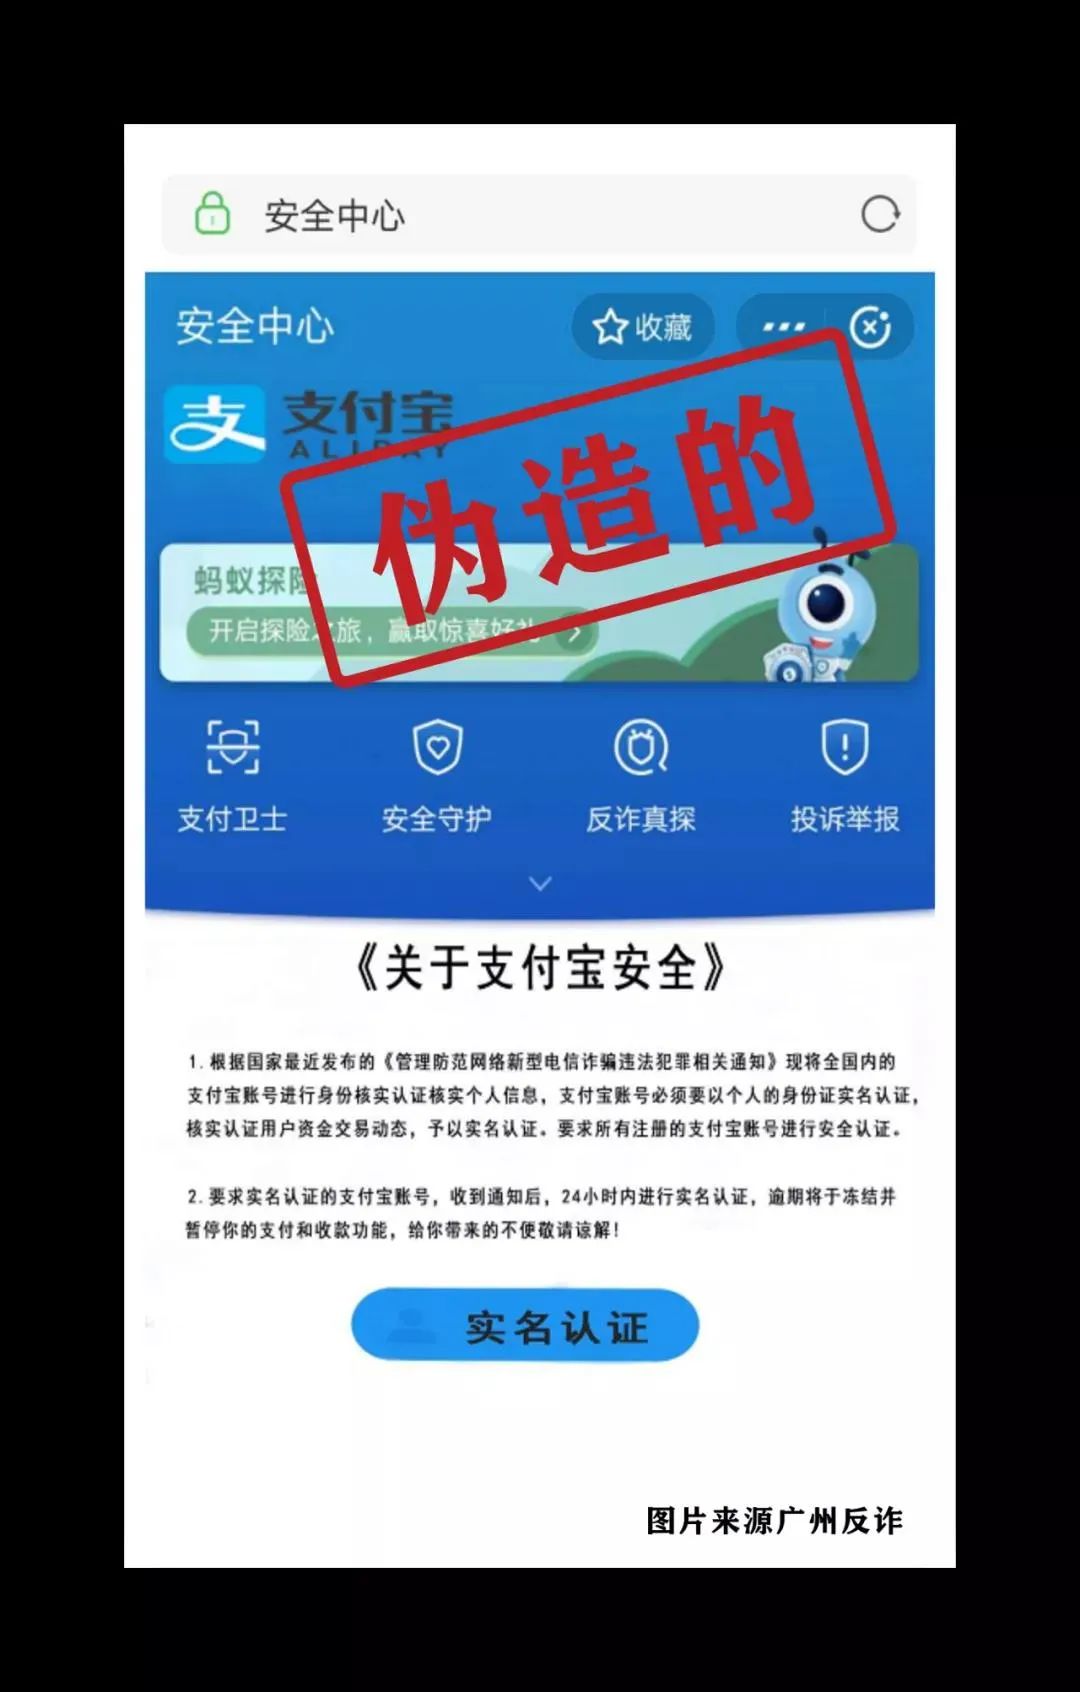 安全中心
安全中心
收藏
支
支付宝
ALIPAY
伪造的
蚂蚁探险
开启探险之旅，赢取惊喜好礼
支付卫士
安全守护
反诈真探
投诉举报
《关于支付宝安全》
1.根据国家最近发布的《管理防范网络新型电信诈骗违法犯罪相关通知》现将全国内的
支付宝账号进行身份核实认证核实个人信息，支付宝账号必须要以个人的身份证实名认证，
核实认证用户资金交易动态，予以实名认证。要求所有注册的支付宝账号进行安全认证。
2.要求实名认证的支付宝账号，收到通知后，24小时内进行实名认证，逾期将于冻结并
暂停你的支付和收款功能，给你带来的不便敬请谅解！
实名认证
图片来源广州反诈